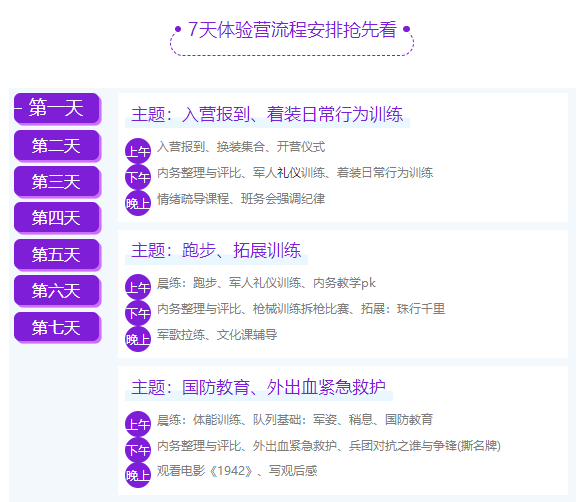 7天体验营流程安排抢先看
第一天
第二天
第三天
第四天
第五天
第六天
第七天
主题：入营报到、着装日常行为训练
上午 入营报到、换装集合、开营仪式
下午 内务整理与评比、军人礼仪训练、着装日常行为训练
晚上 情绪疏导课程、班务会强调纪律
主题：跑步、拓展训练
上午 晨练：跑步、军人礼仪训练、内务教学pk
下午 内务整理与评比、枪械训练拆枪比赛、拓展：珠行千里
晚上 军歌拉练、文化课辅导
主题：国防教育、外出血紧急救护
上午 晨练：体能训练、队列基础：军姿、稍息、国防教育
下午 内务整理与评比、外出血紧急救护、兵团对抗之谁与争锋(撕名牌)
晚上 观看电影《1942》、写观后感